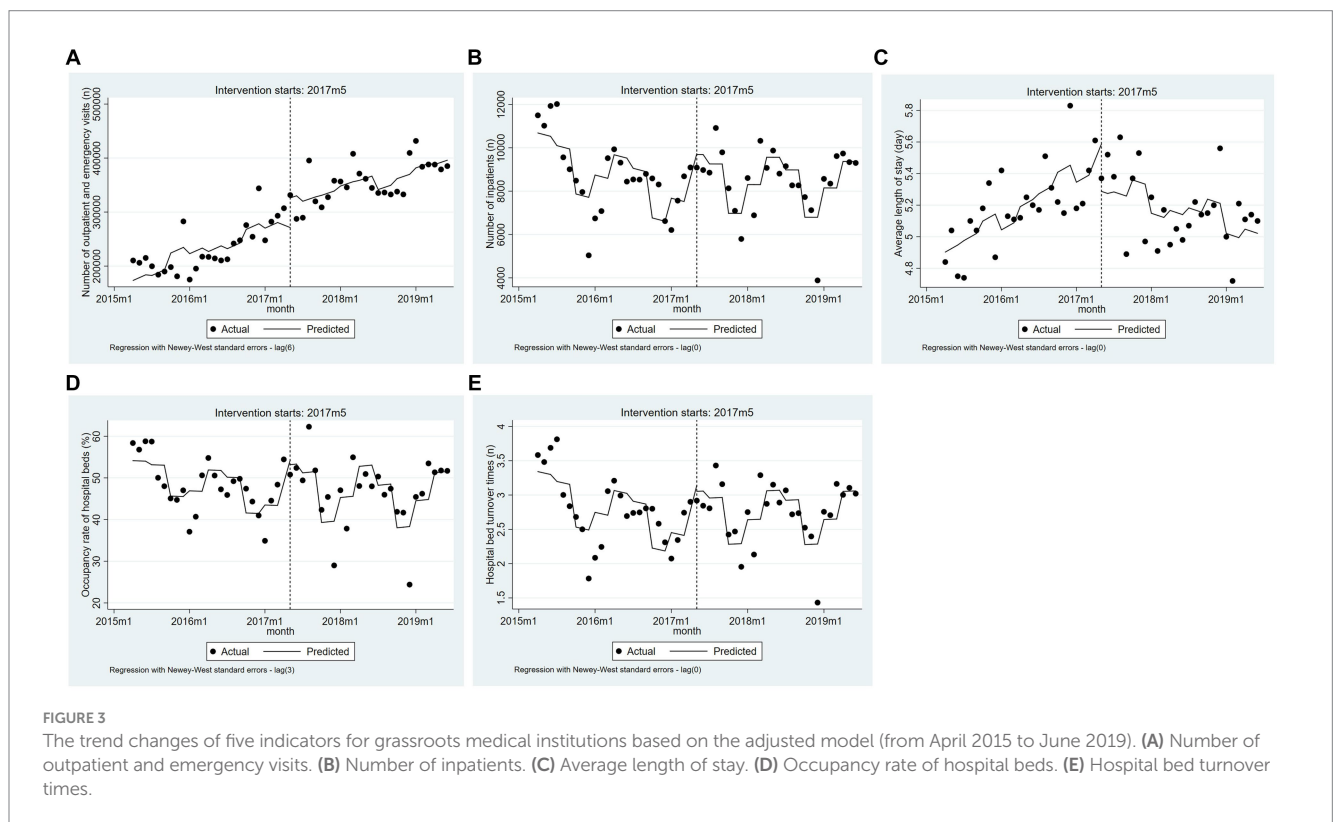 A
Intervention starts: 2017m5
Number of outpatient and emergency visits (n)
500000
400000
300000
200000
2015m1 2016m1 2017m1 2018m1 2019m1
month
Actual Predicted
Regression with Newey-West standard errors - lag(6)
B
Intervention starts: 2017m5
Number of inpatients (n)
12000
10000
8000
6000
4000
2015m1 2016m1 2017m1 2018m1 2019m1
month
Actual Predicted
Regression with Newey-West standard errors - lag(0)
C
Intervention starts: 2017m5
Average length of stay (day)
5.8
5.6
5.4
5.2
5
4.8
2015m1 2016m1 2017m1 2018m1 2019m1
month
Actual Predicted
Regression with Newey-West standard errors - lag(0)
D
Intervention starts: 2017m5
Occupancy rate of hospital beds (%)
60
50
40
30
20
2015m1 2016m1 2017m1 2018m1 2019m1
month
Actual Predicted
Regression with Newey-West standard errors - lag(3)
E
Intervention starts: 2017m5
Hospital bed turnover times (n)
4
3.5
3
2.5
2
1.5
2015m1 2016m1 2017m1 2018m1 2019m1
month
Actual Predicted
Regression with Newey-West standard errors - lag(0)
FIGURE 3
The trend changes of five indicators for grassroots medical institutions based on the adjusted model (from April 2015 to June 2019). (A) Number of
outpatient and emergency visits. (B) Number of inpatients. (C) Average length of stay. (D) Occupancy rate of hospital beds. (E) Hospital bed turnover
times.